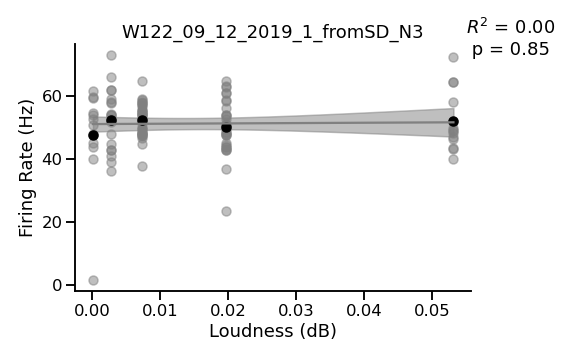 W122_09_12_2019_1_fromSD_N3
R² = 0.00
p = 0.85
Firing Rate (Hz)
60
40
20
0
0.00 0.01 0.02 0.03 0.04 0.05
Loudness (dB)